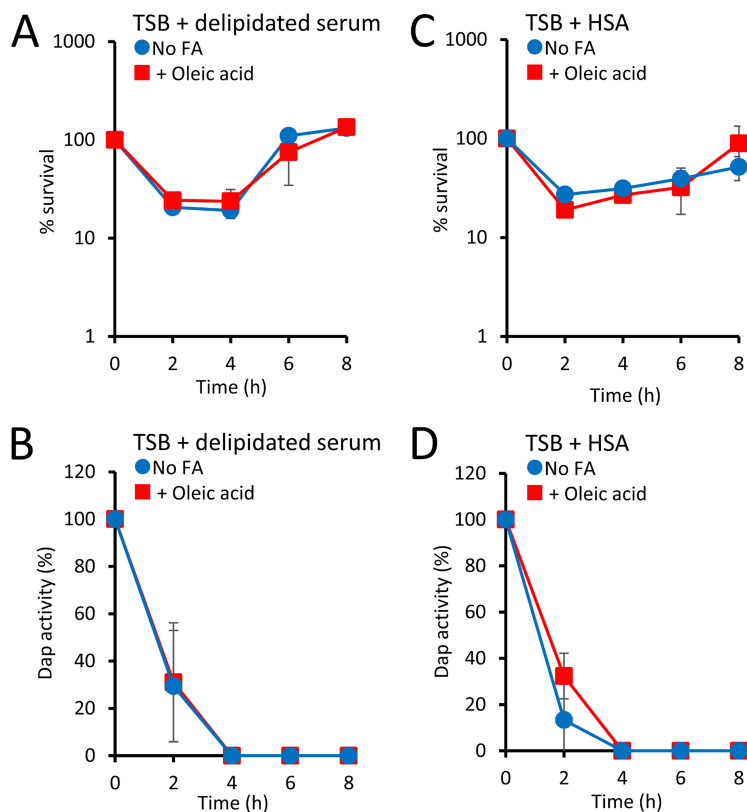 A
TSB + delipidated serum
No FA
+ Oleic acid
1000
100
10
1
% survival
0 2 4 6 8
Time (h)
C
TSB + HSA
No FA
+ Oleic acid
1000
100
10
1
% survival
0 2 4 6 8
Time (h)
B
TSB + delipidated serum
No FA
+ Oleic acid
120
100
80
60
40
20
0
Dap activity (%)
0 2 4 6 8
Time (h)
D
TSB + HSA
No FA
+ Oleic acid
120
100
80
60
40
20
0
Dap activity (%)
0 2 4 6 8
Time (h)